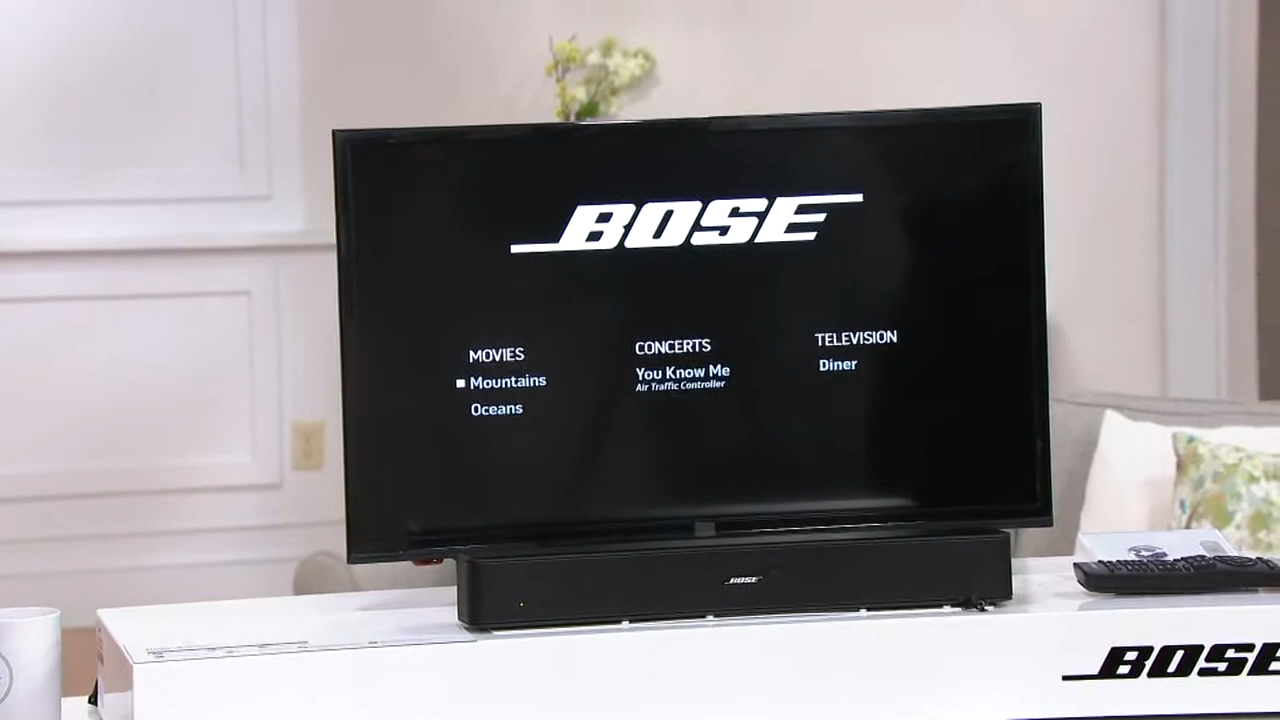 BOSE
MOVIES
Mountains
Oceans
CONCERTS
You Know Me
Air Traffic Controller
TELEVISION
Diner
BOSE
BOSE